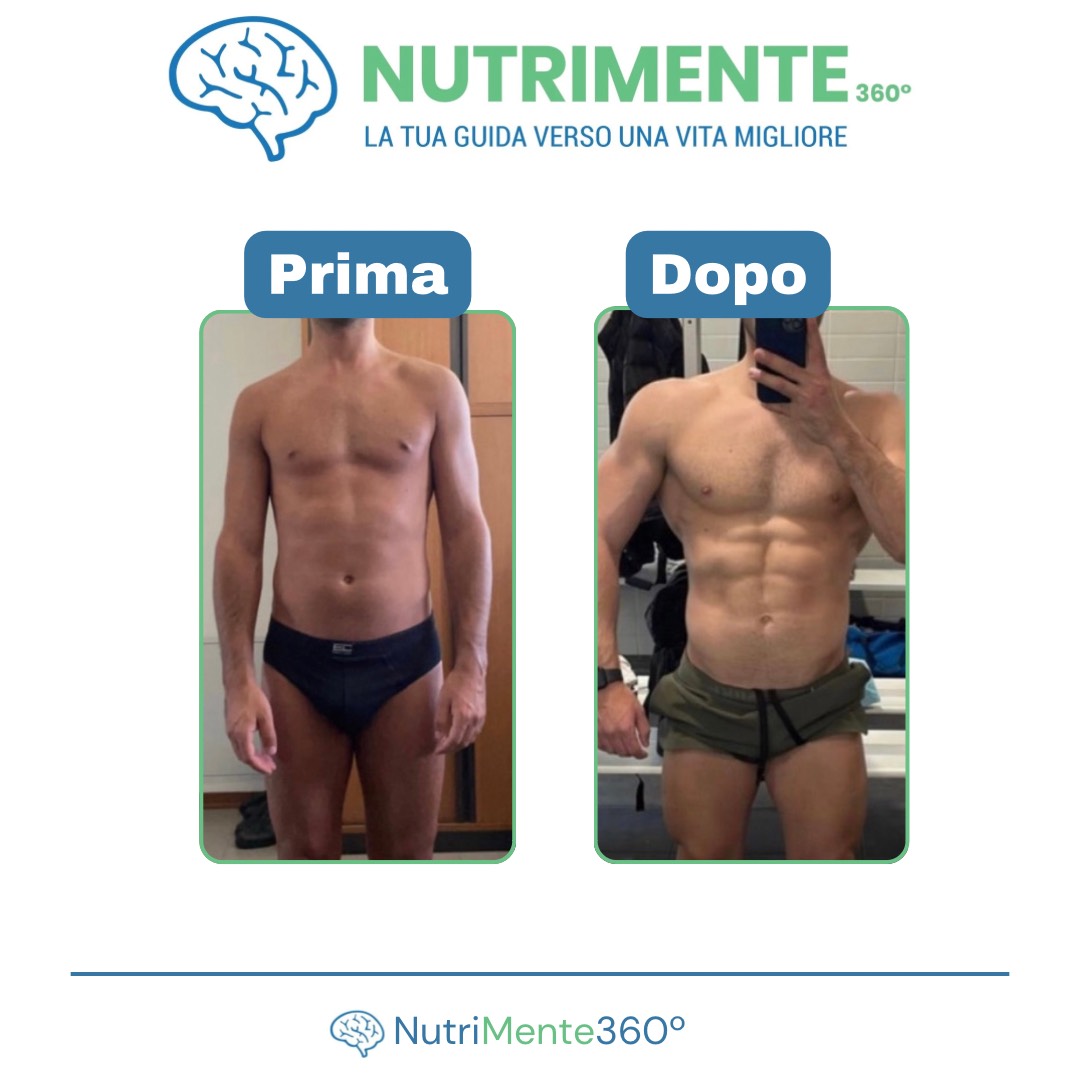 NUTRIMENTE 360°
LA TUA GUIDA VERSO UNA VITA MIGLIORE
Prima
Dopo
NutriMente360°